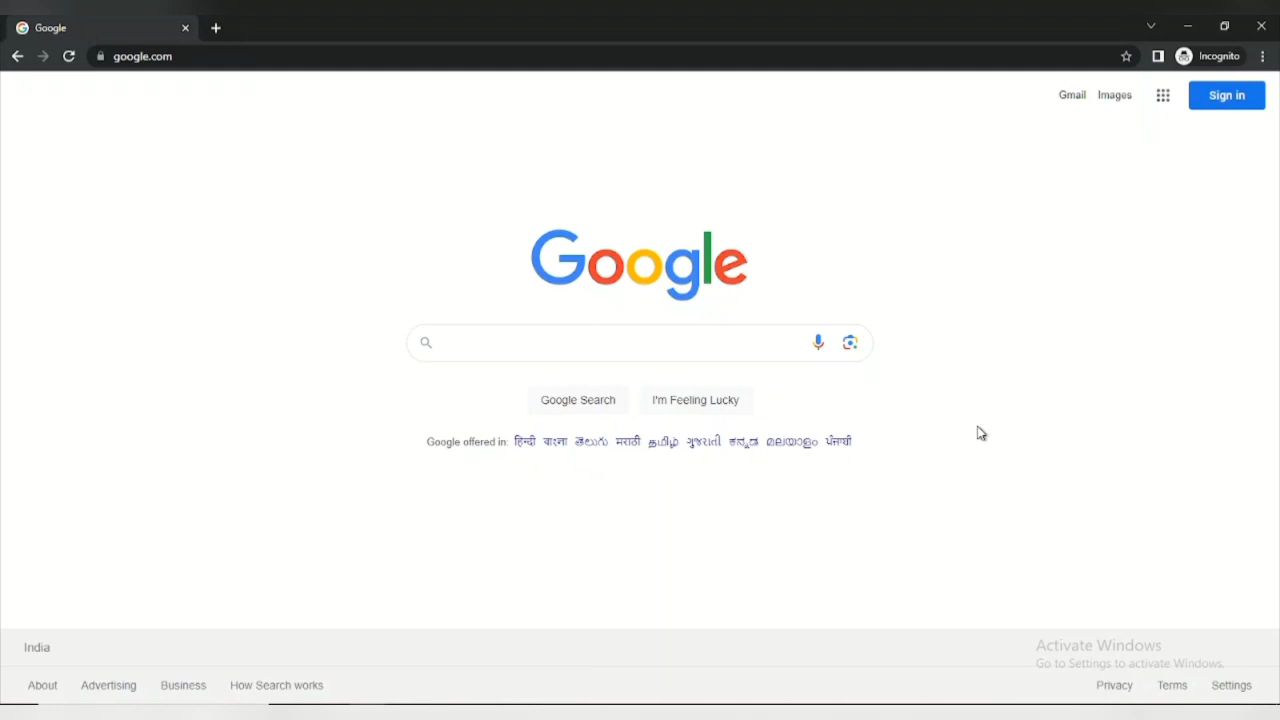 Google
google.com
Incognito
Gmail Images
Sign in
Google
Google Search I'm Feeling Lucky
Google offered in: हिन्दी বাংলা తెలుగు मराठी தமிழ் ગુજરાતી ಕನ್ನಡ മലയാളം ਪੰਜਾਬੀ
India
Activate Windows
Go to Settings to activate Windows.
About Advertising Business How Search works Privacy Terms Settings